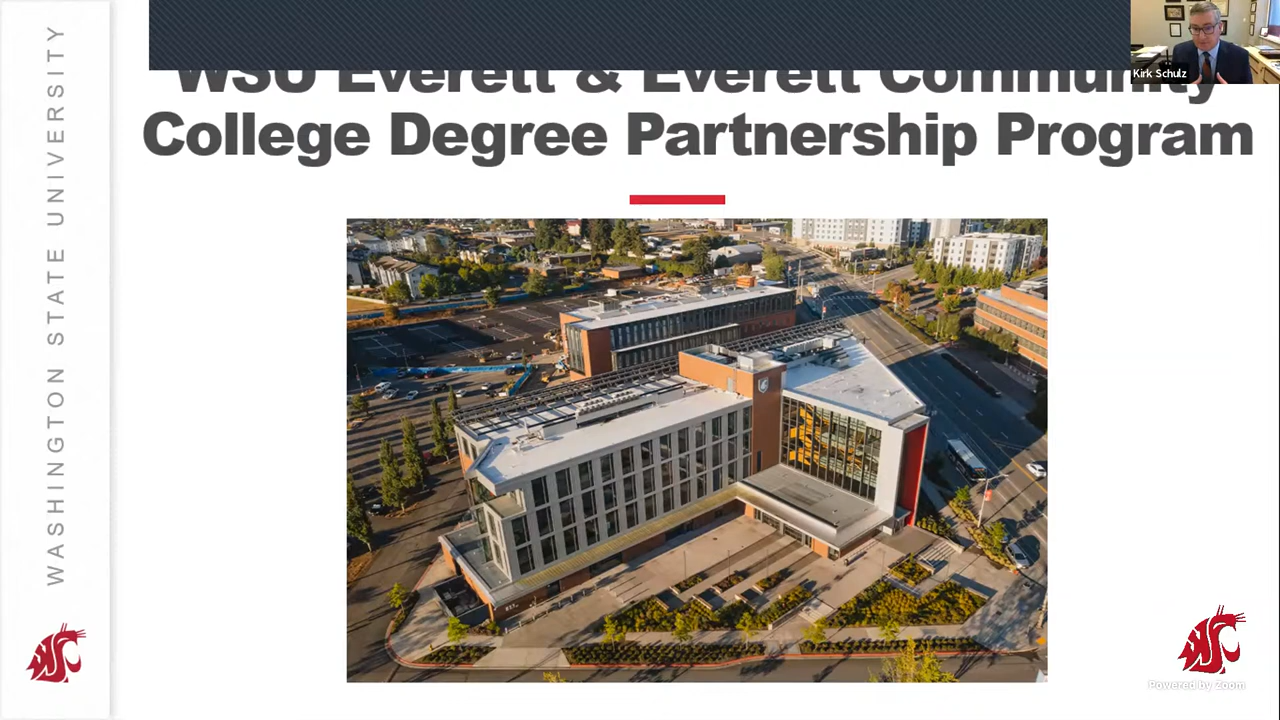 Kirk Schulz
WSU Everett & Everett Community
College Degree Partnership Program
WASHINGTON STATE UNIVERSITY
Powered by Zoom